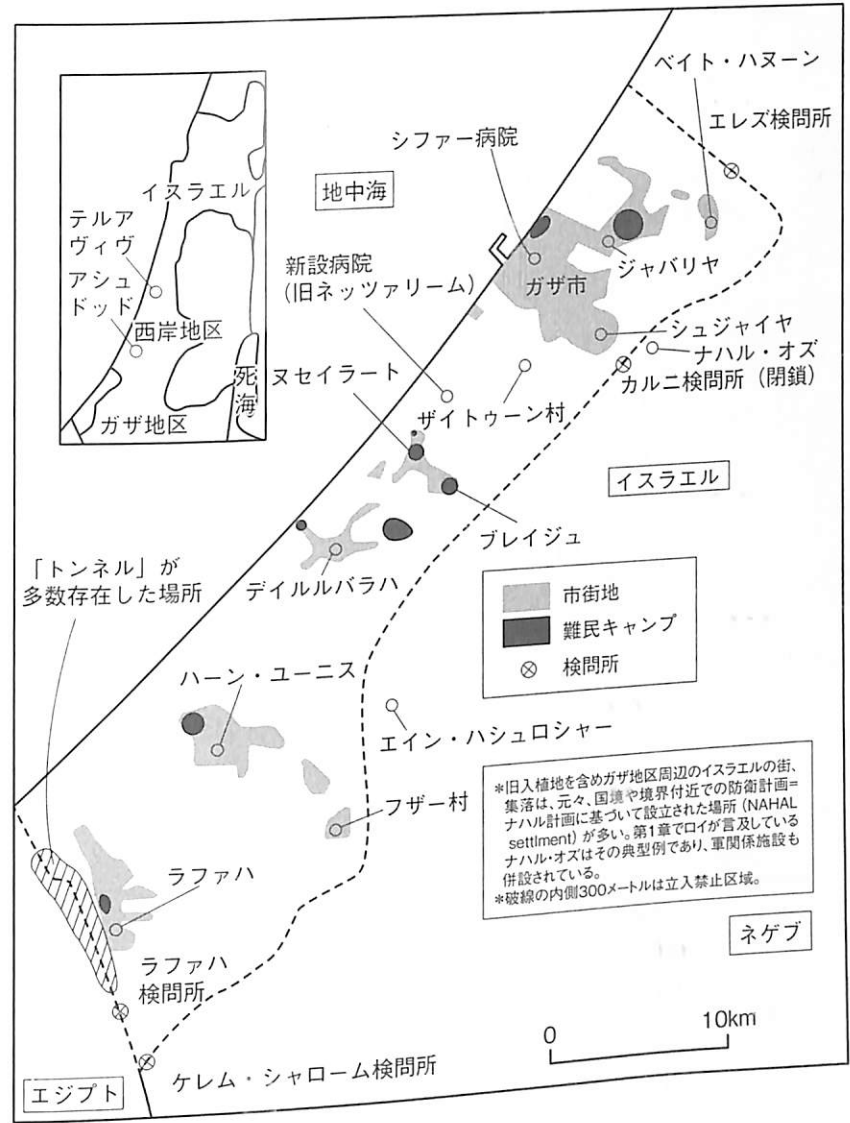 ベイト・ハヌーン
エレズ検問所
シファー病院
地中海
イスラエル
テルア
ヴィヴ
アシュ
ドッド
西岸地区
死海
ガザ地区
新設病院
(旧ネッツァリーム)
ジャバリヤ
ガザ市
シュジャイヤ
ナハル・オズ
カルニ検問所(閉鎖)
ヌセイラート
ザイトゥーン村
イスラエル
ブレイジュ
「トンネル」が
多数存在した場所
デイルルバラハ
市街地
難民キャンプ
検問所
ハーン・ユーニス
エイン・ハシュロシャー
フザー村
*旧入植地を含めガザ地区周辺のイスラエルの街、
集落は、元々、国境や境界付近での防衛計画=
ナハル計画に基づいて設立された場所(NAHAL
settlment)が多い。第1章でロイが言及している
ナハル・オズはその典型例であり、軍関係施設も
併設されている。
*破線の内側300メートルは立入禁止区域。
ラファハ
ネゲブ
ラファハ
検問所
0 10km
ケレム・シャローム検問所
エジプト